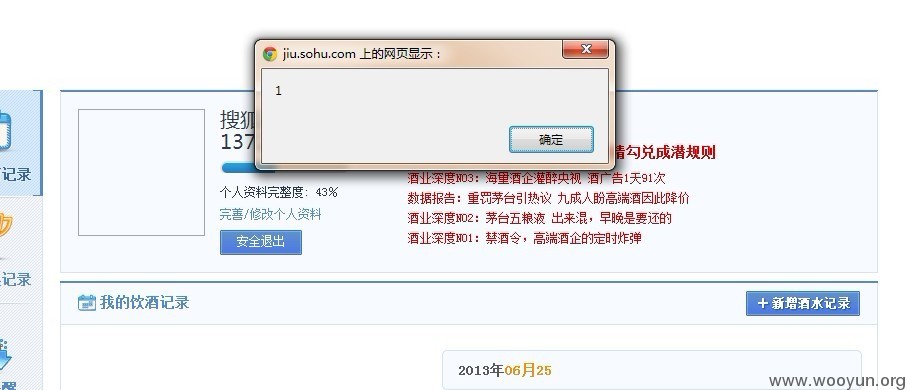 jiu.sohu.com 上的网页显示：
1
确定
搜狐
137
个人资料完整度：43%
完善/修改个人资料
安全退出
情勾兑成潜规则
酒业深度NO3：海量酒企灌醉央视 酒广告1天91次
数据报告：重罚茅台引热议 九成人盼高端酒因此降价
酒业深度NO2：茅台五粮液 出来混，早晚是要还的
酒业深度NO1：禁酒令，高端酒企的定时炸弹
记录
记录
醒
我的饮酒记录
新增酒水记录
2013年06月25
www.wooyun.org